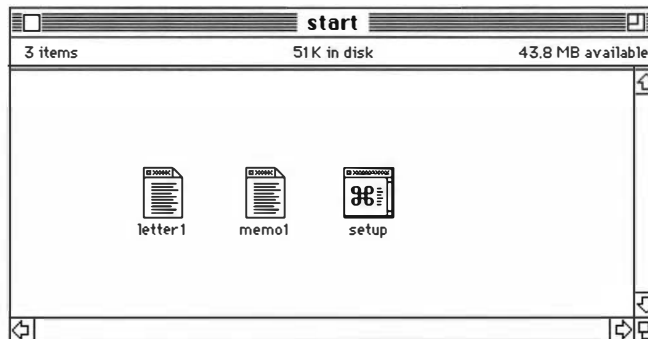 start
3 items 51K in disk 43.8 MB available
letter1 memo1 setup